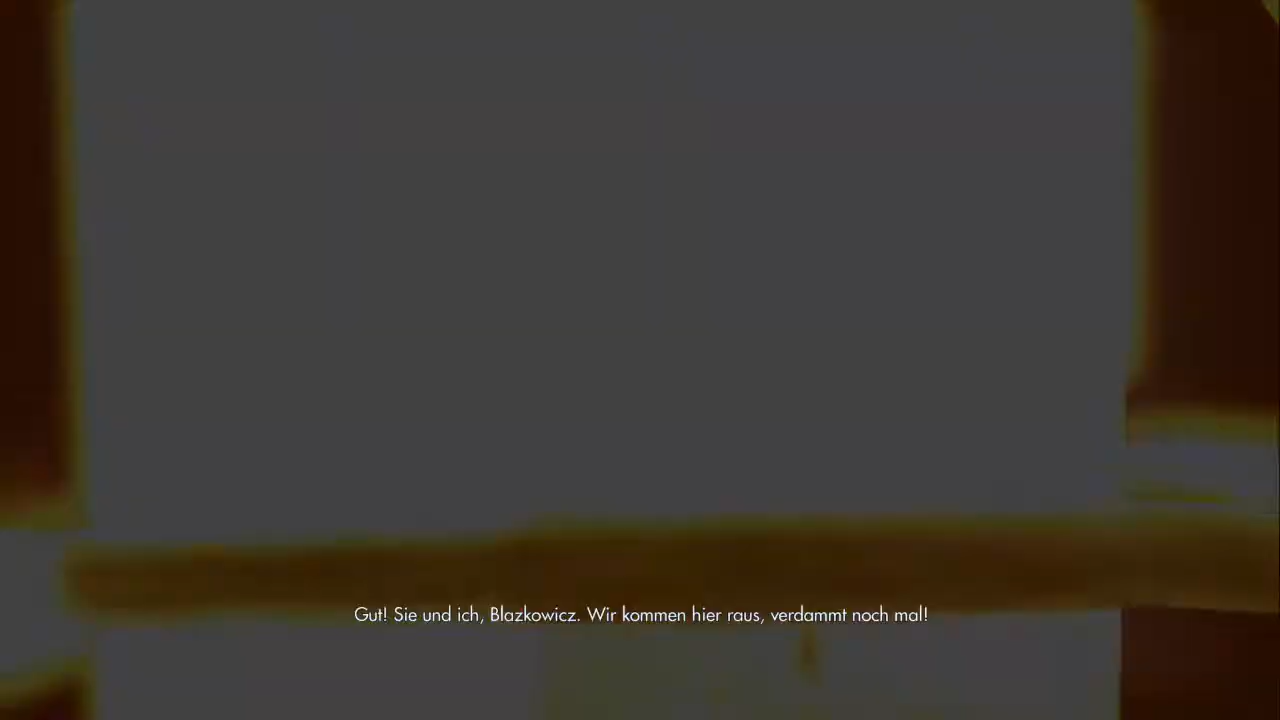 Gut! Sie und ich, Blazkowicz. Wir kommen hier raus, verdammt noch mal!